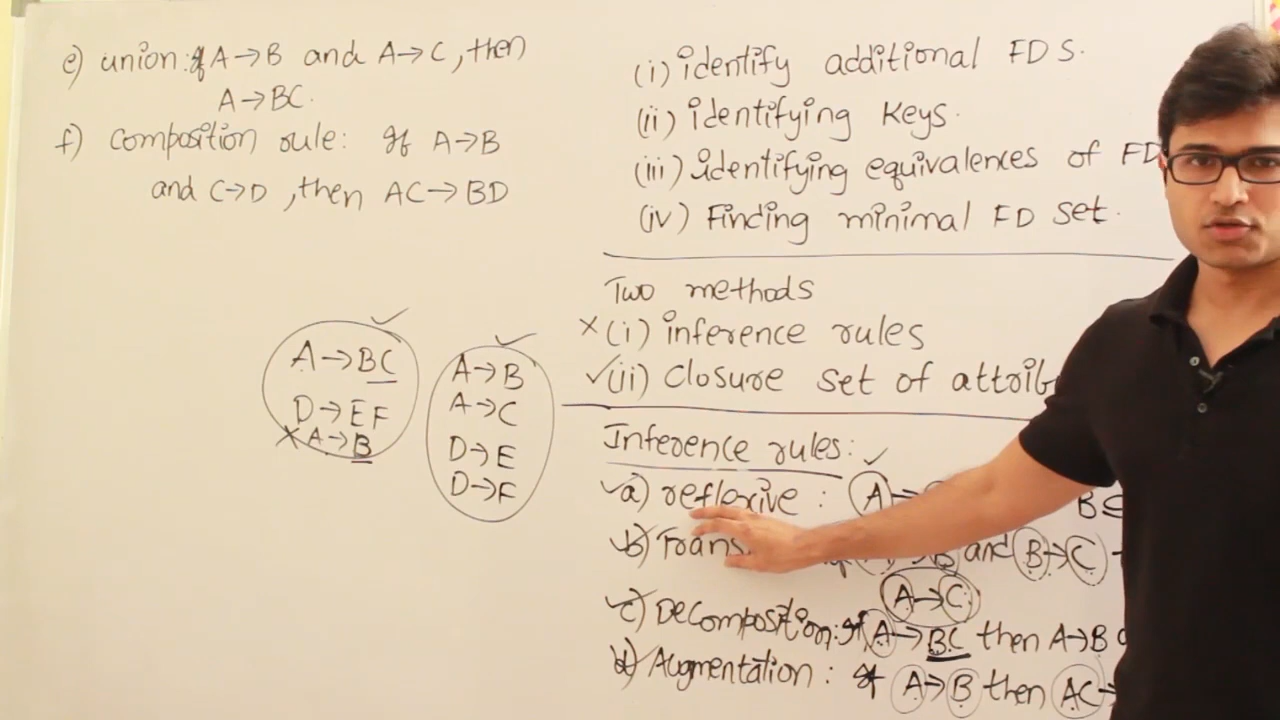 e) union: If A→B and A→C, then
A→BC.
f) Composition rule: If A→B
and C→D, then AC→BD
A→BC
D→EF
× A→B
A→B
A→C
D→E
D→F
(i) identify additional FDS.
(ii) identifying Keys.
(iii) identifying equivalences of FD
(iv) Finding minimal FD set.
Two methods
× (i) inference rules
✓ (ii) Closure set of attrib
Inference rules: ✓
✓ a) reflexive : A→ B⊆
✓ b) B and B→C
A→C
✓ c) Decomposition: If A→BC then A→B
✓ d) Augmentation: If A→B then AC→